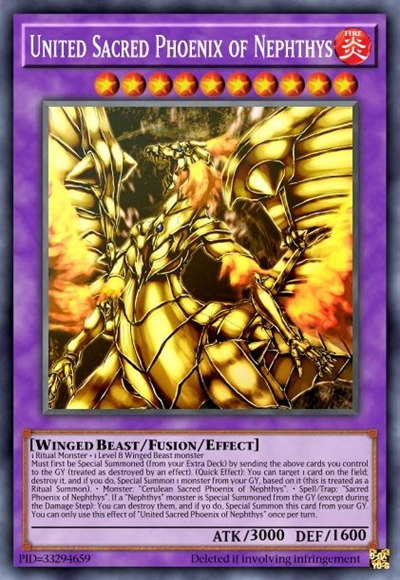 UNITED SACRED PHOENIX OF NEPHTHYS
FIRE
炎
[WINGED BEAST/FUSION/EFFECT]
1 Ritual Monster + 1 Level 8 Winged Beast monster
Must first be Special Summoned (from your Extra Deck) by sending the above cards you control
to the GY (treated as destroyed by an effect). (Quick Effect): You can target 1 card on the field;
destroy it, and if you do, Special Summon 1 monster from your GY, based on it (this is treated as a
Ritual Summon). • Monster: "Cerulean Sacred Phoenix of Nephthys". • Spell/Trap: "Sacred
Phoenix of Nephthys". If a "Nephthys" monster is Special Summoned from the GY (except during
the Damage Step): You can destroy them, and if you do, Special Summon this card from your GY.
You can only use this effect of "United Sacred Phoenix of Nephthys" once per turn.
ATK/3000 DEF/1600
PID=33294659 Deleted if involving infringement